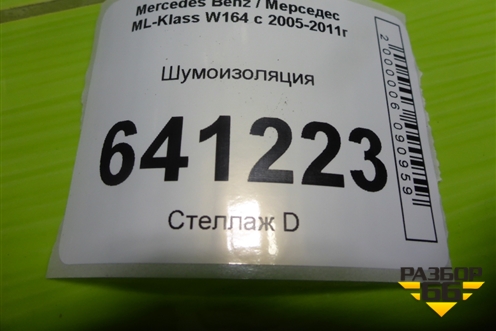 Mercedes Benz / Мерседес
ML-Klass W164 с 2005-2011г
Шумоизоляция
641223
Стеллаж D
2000006090959
РАЗБОР
66